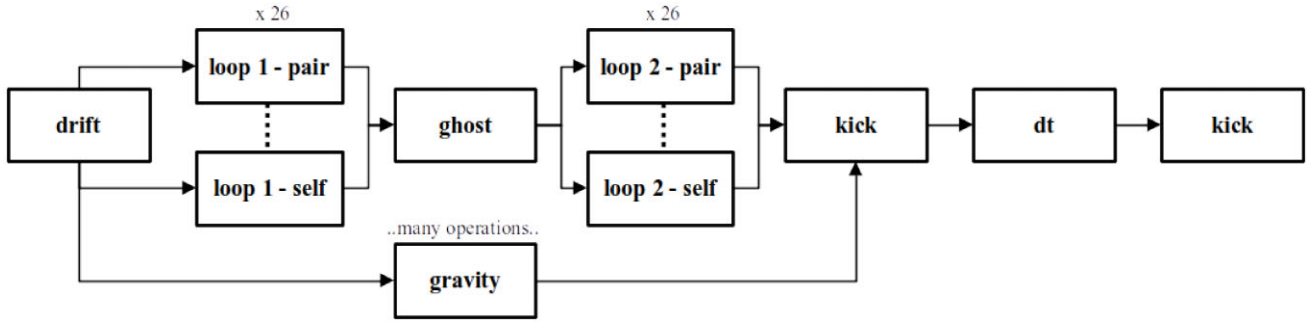 x 26
x 26
loop 1 - pair
loop 2 - pair
drift
ghost
kick
dt
kick
loop 1 - self
loop 2 - self
..many operations..
gravity